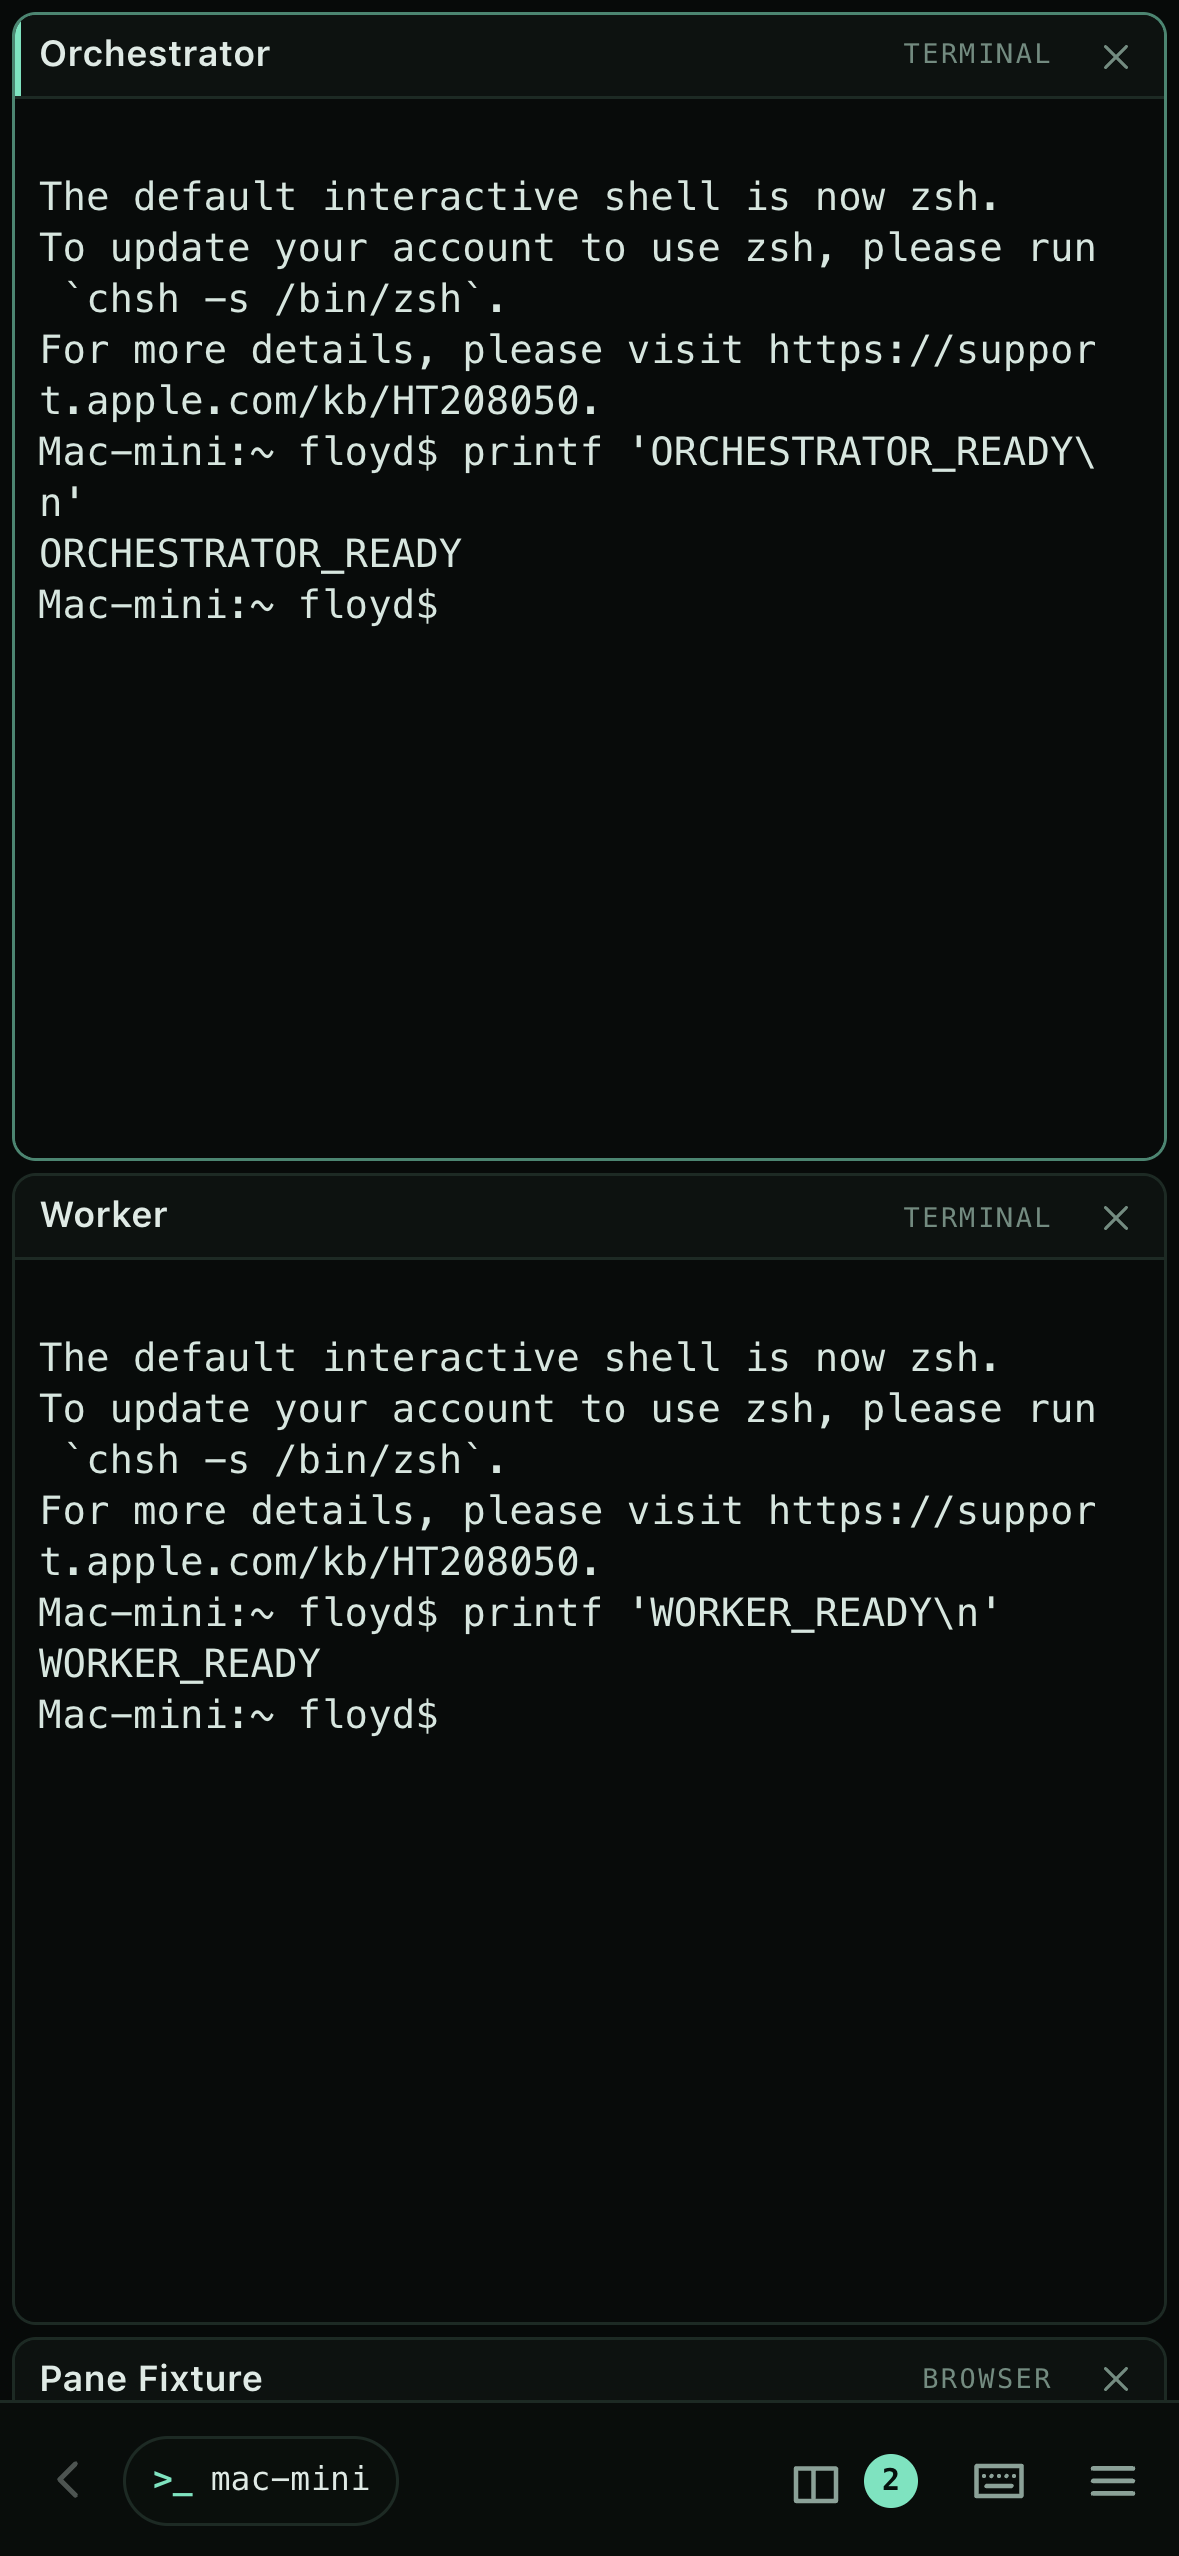 Orchestrator TERMINAL
The default interactive shell is now zsh.
To update your account to use zsh, please run
 `chsh -s /bin/zsh`.
For more details, please visit https://suppor
t.apple.com/kb/HT208050.
Mac-mini:~ floyd$ printf 'ORCHESTRATOR_READY\
n'
ORCHESTRATOR_READY
Mac-mini:~ floyd$
Worker TERMINAL
The default interactive shell is now zsh.
To update your account to use zsh, please run
 `chsh -s /bin/zsh`.
For more details, please visit https://suppor
t.apple.com/kb/HT208050.
Mac-mini:~ floyd$ printf 'WORKER_READY\n'
WORKER_READY
Mac-mini:~ floyd$
Pane Fixture BROWSER
>_ mac-mini 2